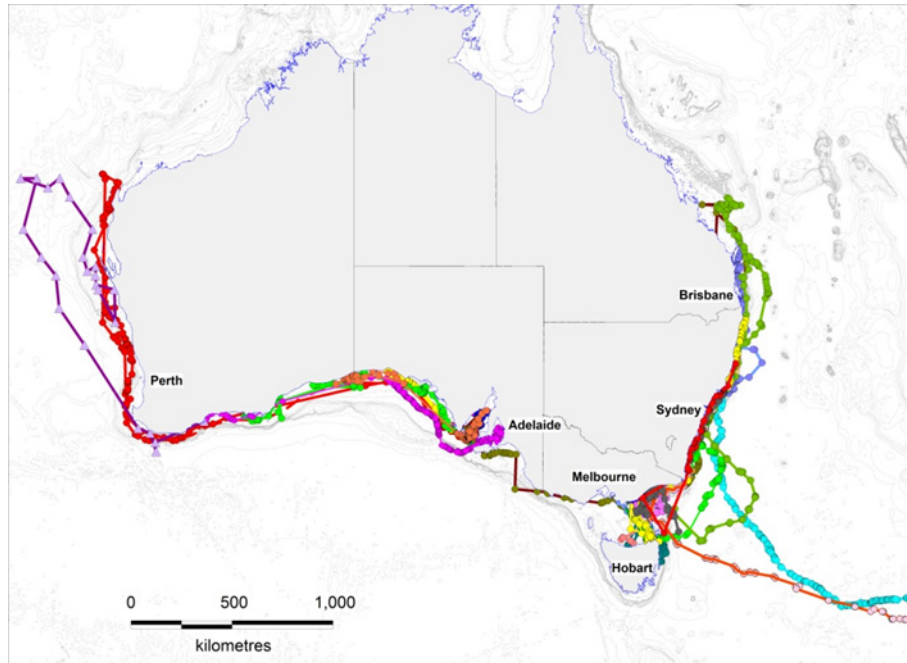 Brisbane
Perth
Sydney
Adelaide
Melbourne
Hobart
0 500 1,000
kilometres